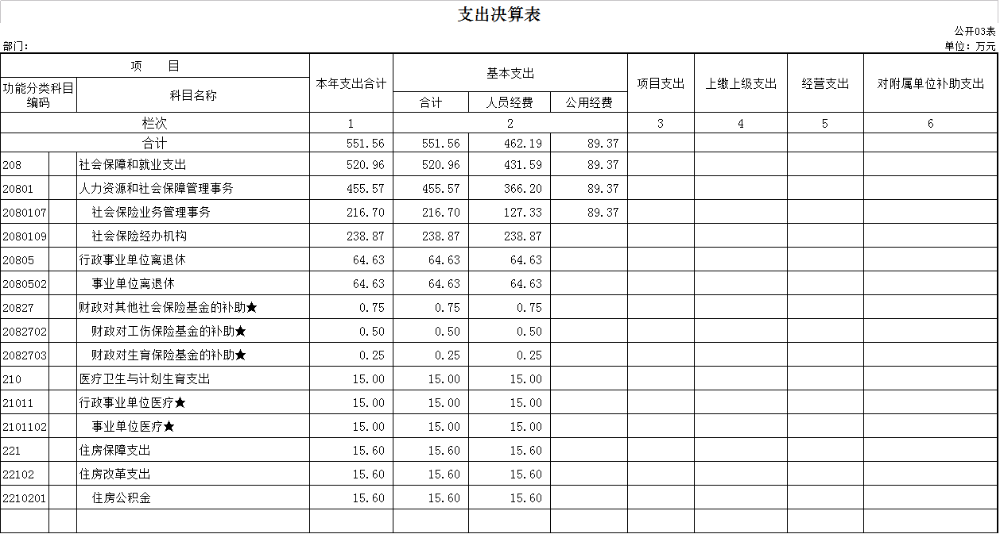 支出决算表
公开03表
部门： 单位：万元
项 目 本年支出合计 基本支出 项目支出 上缴上级支出 经营支出 对附属单位补助支出
功能分类科目编码 科目名称 合计 人员经费 公用经费
栏次 1 2 3 4 5 6
合计 551.56 551.56 462.19 89.37
208 社会保障和就业支出 520.96 520.96 431.59 89.37
20801 人力资源和社会保障管理事务 455.57 455.57 366.20 89.37
2080107 社会保险业务管理事务 216.70 216.70 127.33 89.37
2080109 社会保险经办机构 238.87 238.87 238.87
20805 行政事业单位离退休 64.63 64.63 64.63
2080502 事业单位离退休 64.63 64.63 64.63
20827 财政对其他社会保险基金的补助★ 0.75 0.75 0.75
2082702 财政对工伤保险基金的补助★ 0.50 0.50 0.50
2082703 财政对生育保险基金的补助★ 0.25 0.25 0.25
210 医疗卫生与计划生育支出 15.00 15.00 15.00
21011 行政事业单位医疗★ 15.00 15.00 15.00
2101102 事业单位医疗★ 15.00 15.00 15.00
221 住房保障支出 15.60 15.60 15.60
22102 住房改革支出 15.60 15.60 15.60
2210201 住房公积金 15.60 15.60 15.60